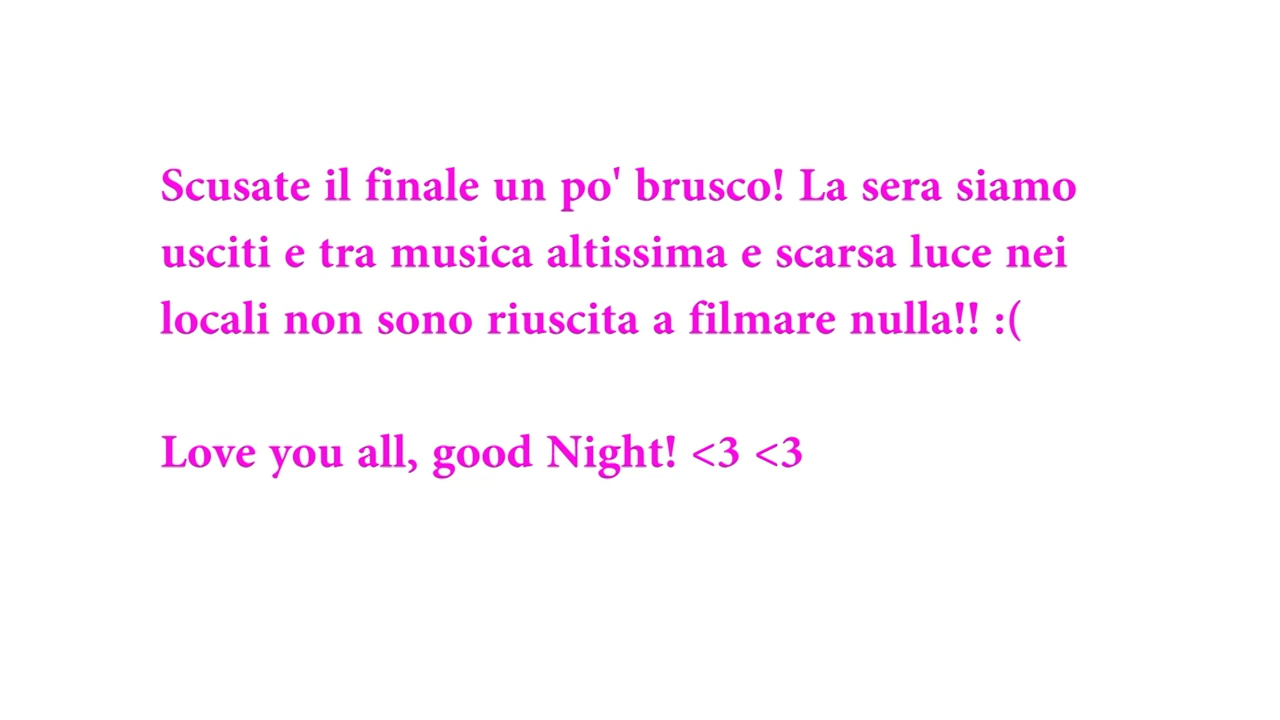 Scusate il finale un po' brusco! La sera siamo
usciti e tra musica altissima e scarsa luce nei
locali non sono riuscita a filmare nulla!! :(
Love you all, good Night! <3 <3